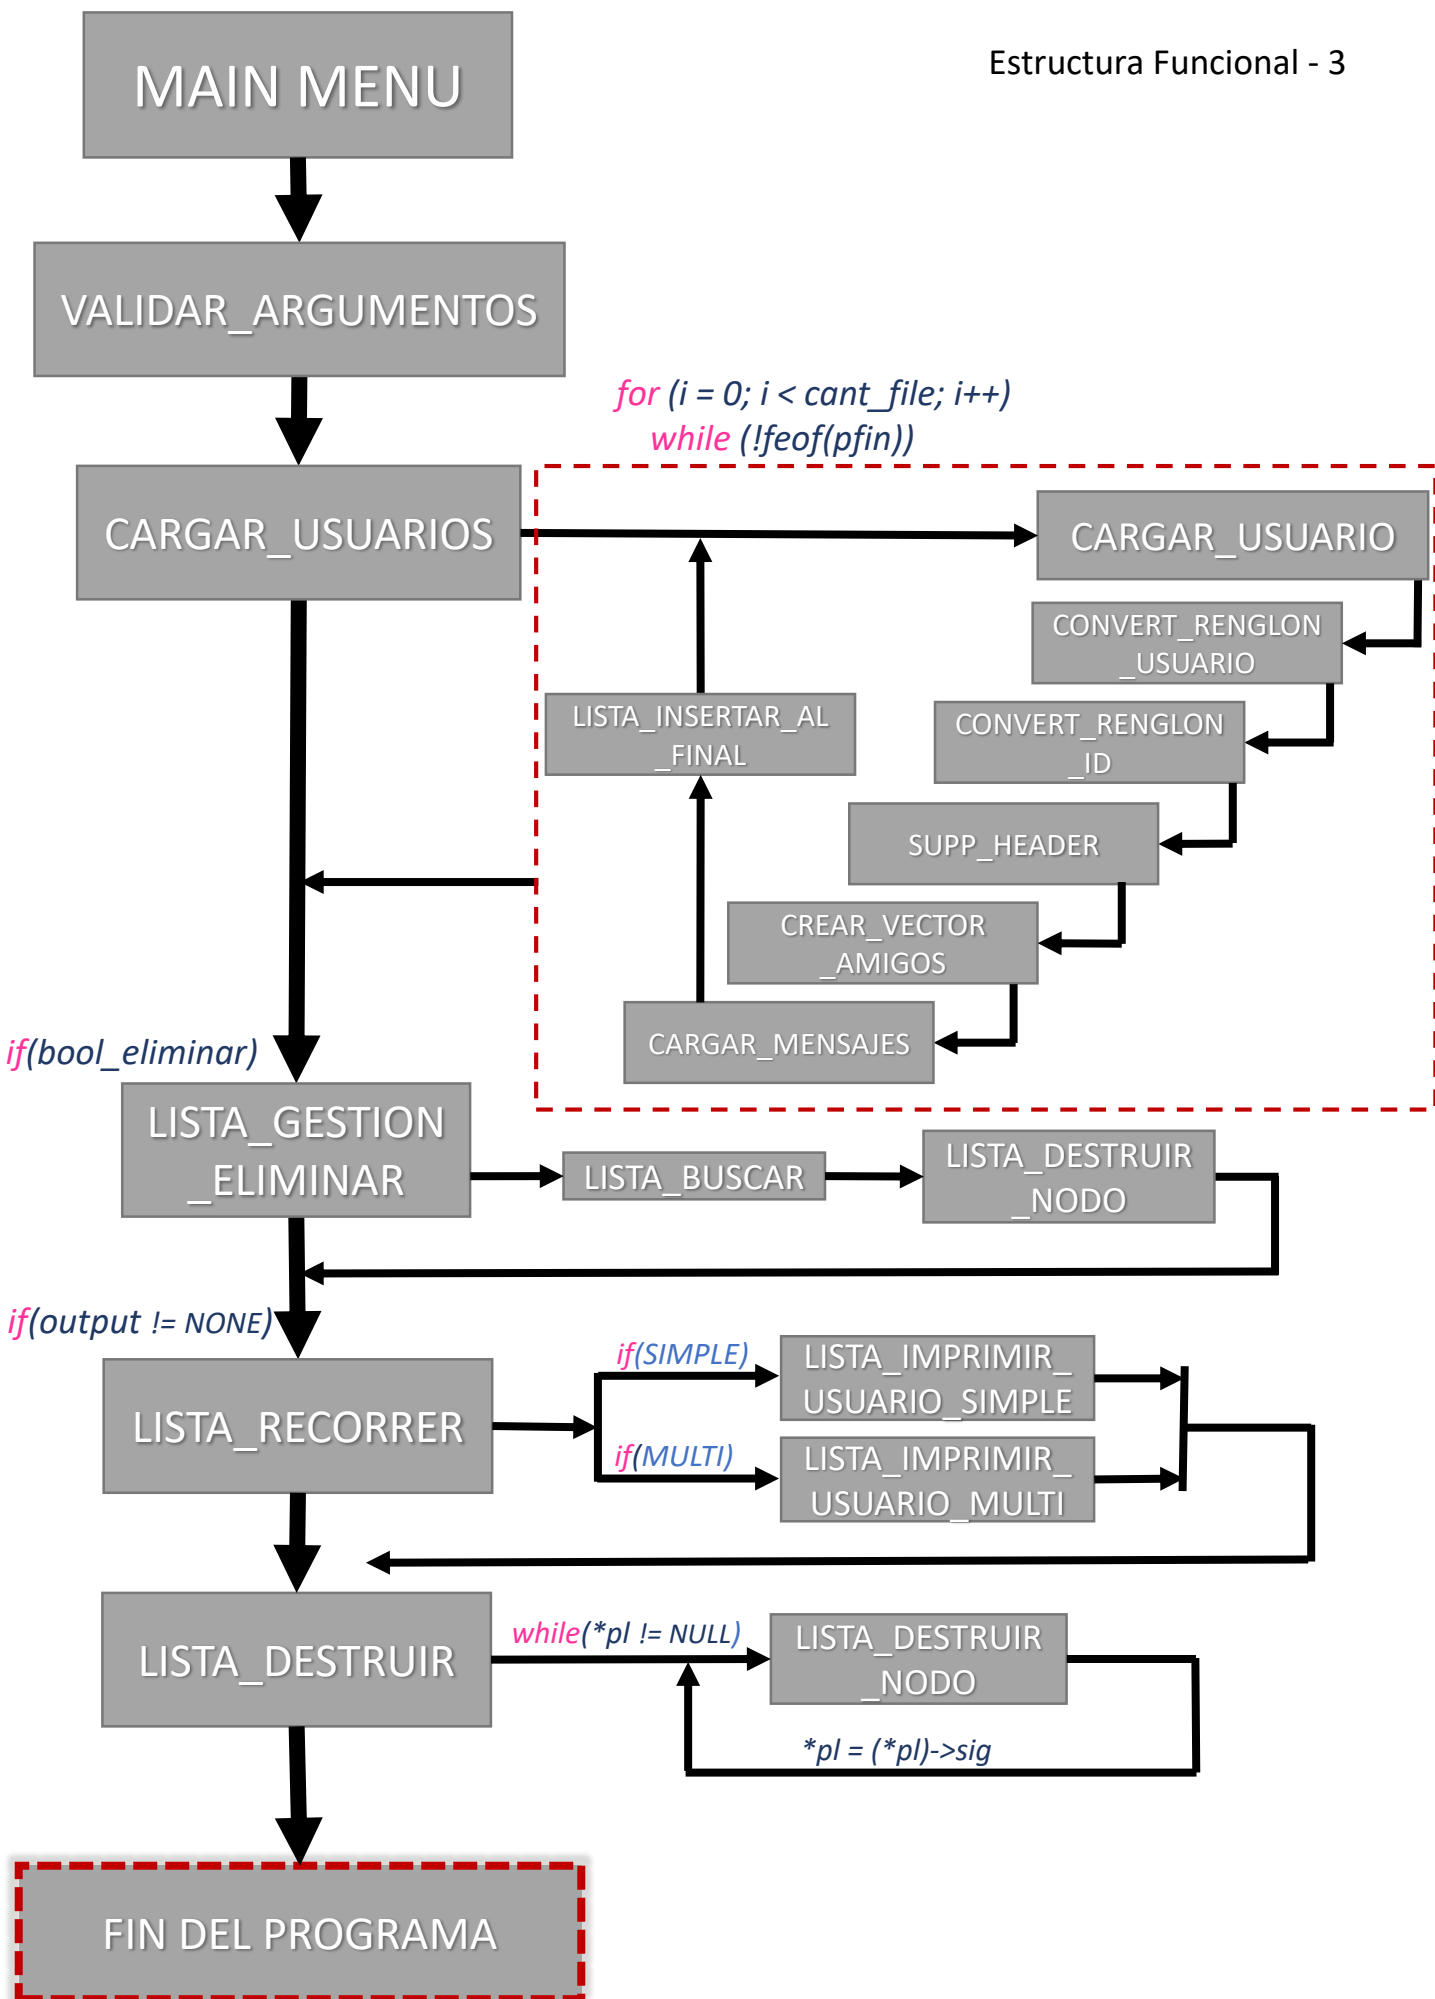 MAIN MENU
Estructura Funcional - 3
VALIDAR_ARGUMENTOS
for (i = 0; i < cant_file; i++)
while (!feof(pfin))
CARGAR_USUARIOS
CARGAR_USUARIO
CONVERT_RENGLON
_USUARIO
CONVERT_RENGLON
_ID
LISTA_INSERTAR_AL
_FINAL
SUPP_HEADER
CREAR_VECTOR
_AMIGOS
CARGAR_MENSAJES
if(bool_eliminar)
LISTA_GESTION
_ELIMINAR
LISTA_BUSCAR
LISTA_DESTRUIR
_NODO
if(output != NONE)
LISTA_RECORRER
if(SIMPLE)
LISTA_IMPRIMIR_
USUARIO_SIMPLE
if(MULTI)
LISTA_IMPRIMIR_
USUARIO_MULTI
LISTA_DESTRUIR
while(*pl != NULL)
LISTA_DESTRUIR
_NODO
*pl = (*pl)->sig
FIN DEL PROGRAMA